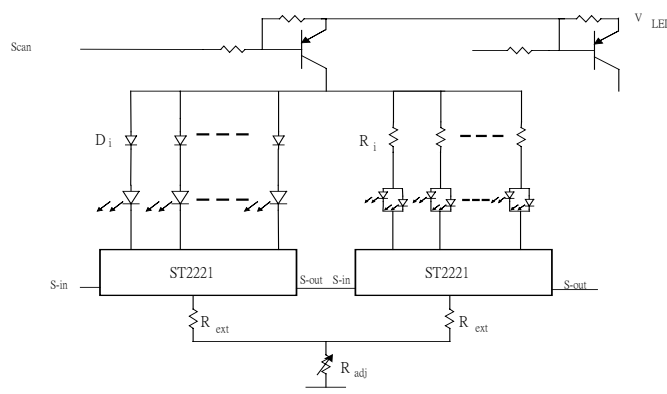 V LED
Scan
D i
R i
ST2221
ST2221
S-in
S-out
S-in
S-out
R ext
R ext
R adj